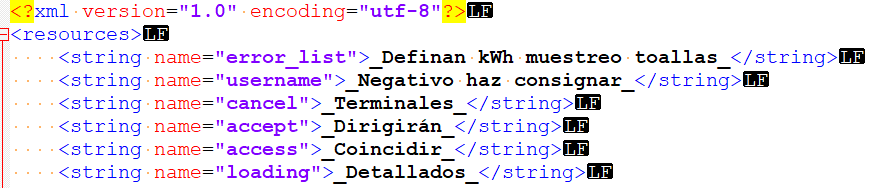 <?xml version="1.0" encoding="utf-8"?>LF
<resources>LF
    <string name="error_list">_Definan kWh muestreo toallas_</string>LF
    <string name="username">_Negativo haz consignar_</string>LF
    <string name="cancel">_Terminales_</string>LF
    <string name="accept">_Dirigirán_</string>LF
    <string name="access">_Coincidir_</string>LF
    <string name="loading">_Detallados_</string>LF